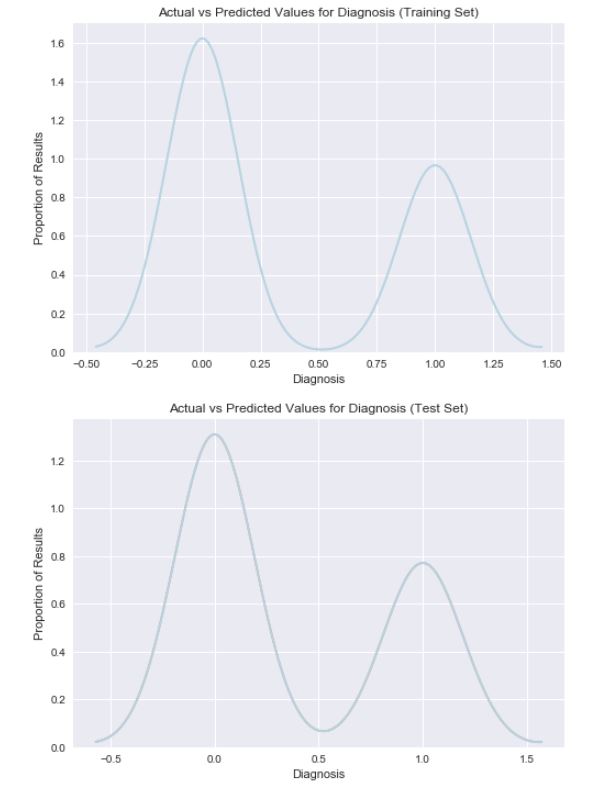 Actual vs Predicted Values for Diagnosis (Training Set)
1.6
1.4
1.2
1.0
0.8
0.6
0.4
0.2
0.0
Proportion of Results
−0.50 −0.25 0.00 0.25 0.50 0.75 1.00 1.25 1.50
Diagnosis
Actual vs Predicted Values for Diagnosis (Test Set)
1.2
1.0
0.8
0.6
0.4
0.2
0.0
Proportion of Results
−0.5 0.0 0.5 1.0 1.5
Diagnosis